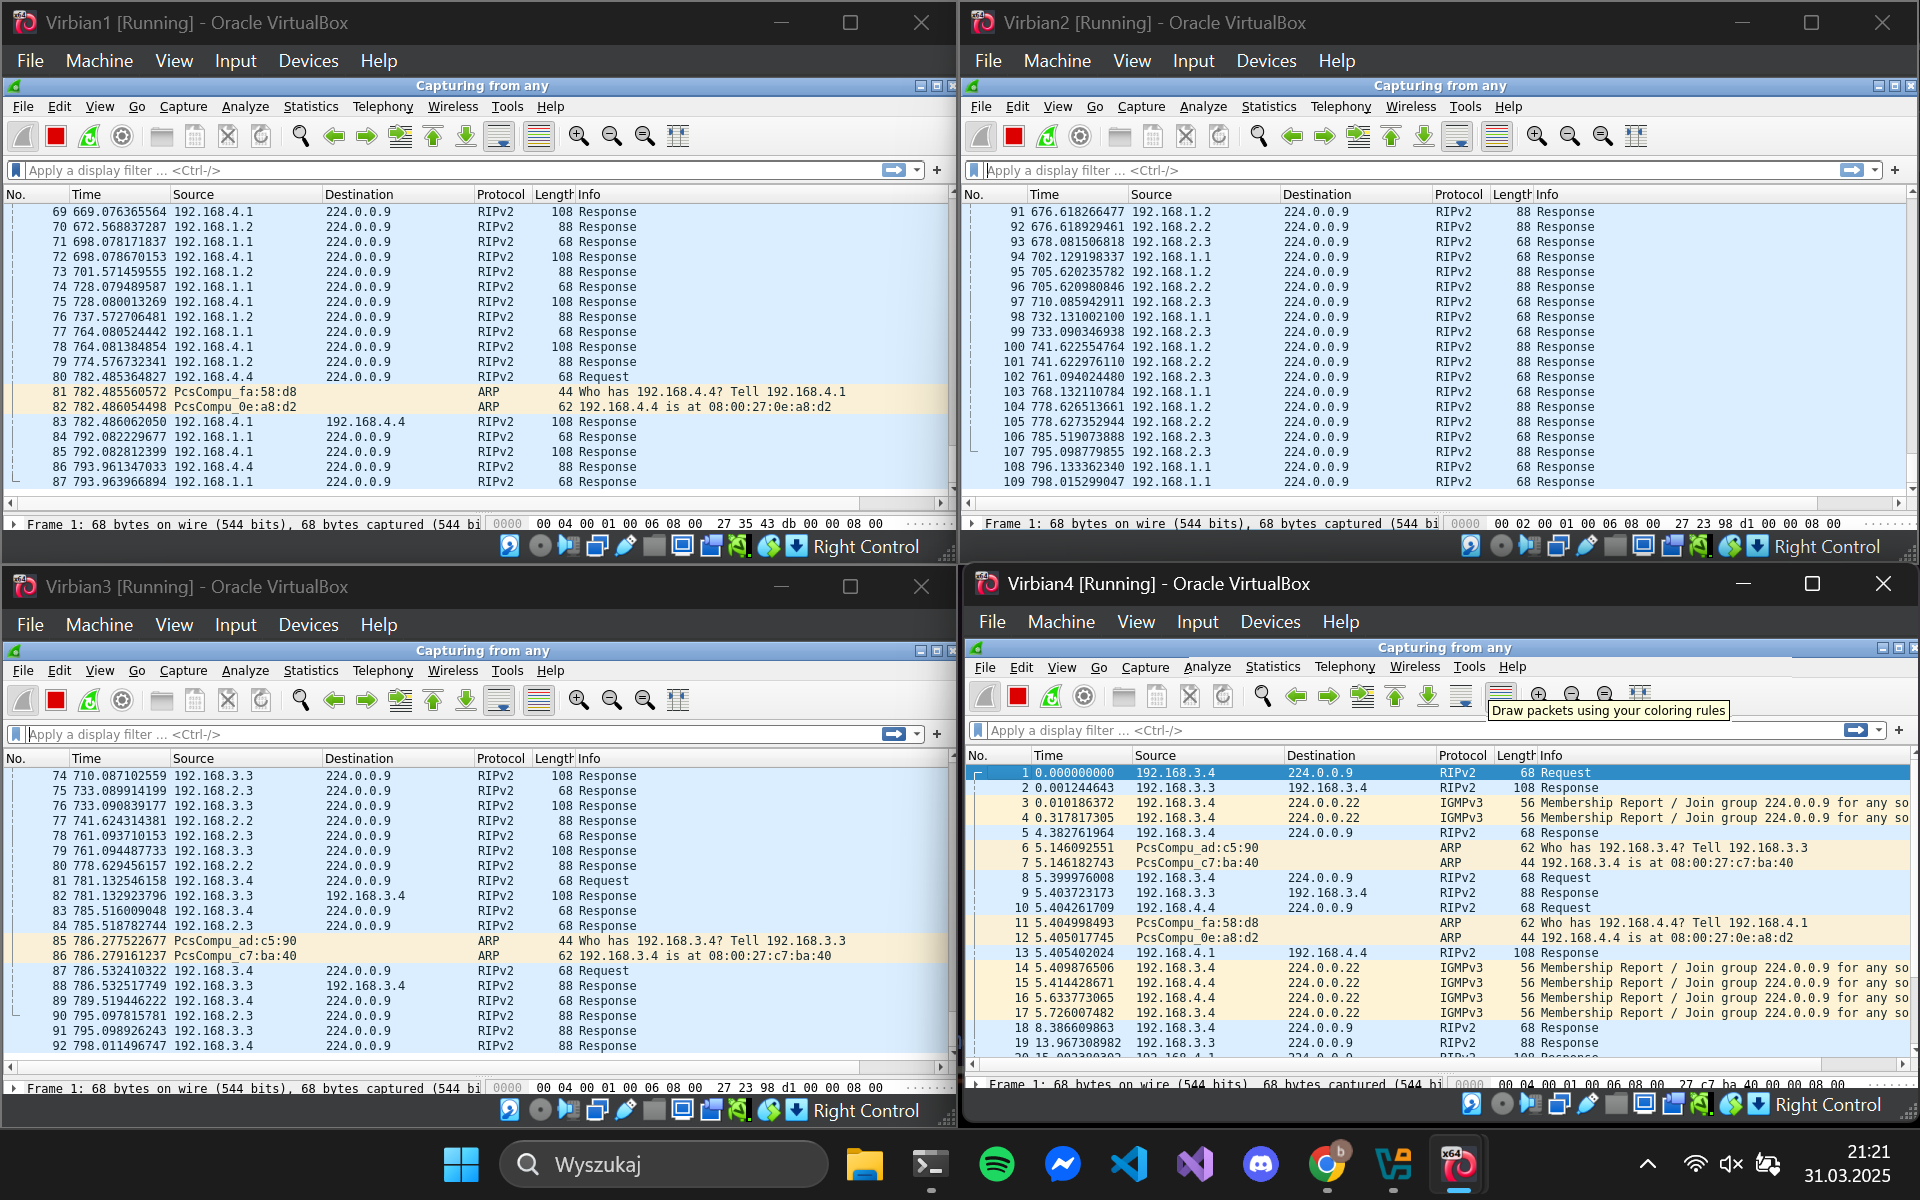 Virbian1 [Running] - Oracle VirtualBox
File Machine View Input Devices Help
Capturing from any
File Edit View Go Capture Analyze Statistics Telephony Wireless Tools Help
Apply a display filter ... <Ctrl-/>
No. Time Source Destination Protocol Length Info
69 669.076365564 192.168.4.1 224.0.0.9 RIPv2 108 Response
70 672.568837287 192.168.1.2 224.0.0.9 RIPv2 88 Response
71 698.078171837 192.168.1.1 224.0.0.9 RIPv2 68 Response
72 698.078670153 192.168.4.1 224.0.0.9 RIPv2 108 Response
73 701.571459555 192.168.1.2 224.0.0.9 RIPv2 88 Response
74 728.079489587 192.168.1.1 224.0.0.9 RIPv2 68 Response
75 728.080013269 192.168.4.1 224.0.0.9 RIPv2 108 Response
76 737.572706481 192.168.1.2 224.0.0.9 RIPv2 88 Response
77 764.080524442 192.168.1.1 224.0.0.9 RIPv2 68 Response
78 764.081384854 192.168.4.1 224.0.0.9 RIPv2 108 Response
79 774.576732341 192.168.1.2 224.0.0.9 RIPv2 88 Response
80 782.485364827 192.168.4.4 224.0.0.9 RIPv2 68 Request
81 782.485560572 PcsCompu_fa:58:d8 ARP 44 Who has 192.168.4.4? Tell 192.168.4.1
82 782.486054498 PcsCompu_0e:a8:d2 ARP 62 192.168.4.4 is at 08:00:27:0e:a8:d2
83 782.486062050 192.168.4.1 192.168.4.4 RIPv2 108 Response
84 792.082229677 192.168.1.1 224.0.0.9 RIPv2 68 Response
85 792.082812399 192.168.4.1 224.0.0.9 RIPv2 108 Response
86 793.961347033 192.168.4.4 224.0.0.9 RIPv2 88 Response
87 793.963966894 192.168.1.1 224.0.0.9 RIPv2 68 Response
Frame 1: 68 bytes on wire (544 bits), 68 bytes captured (544 bi
0000 00 04 00 01 00 06 08 00 27 35 43 db 00 00 08 00
Right Control
Virbian2 [Running] - Oracle VirtualBox
File Machine View Input Devices Help
Capturing from any
File Edit View Go Capture Analyze Statistics Telephony Wireless Tools Help
Apply a display filter ... <Ctrl-/>
No. Time Source Destination Protocol Length Info
91 676.618266477 192.168.1.2 224.0.0.9 RIPv2 88 Response
92 676.618929461 192.168.2.2 224.0.0.9 RIPv2 88 Response
93 678.081506818 192.168.2.3 224.0.0.9 RIPv2 68 Response
94 702.129198337 192.168.1.1 224.0.0.9 RIPv2 68 Response
95 705.620235782 192.168.1.2 224.0.0.9 RIPv2 88 Response
96 705.620980846 192.168.2.2 224.0.0.9 RIPv2 88 Response
97 710.085942911 192.168.2.3 224.0.0.9 RIPv2 68 Response
98 732.131002100 192.168.1.1 224.0.0.9 RIPv2 68 Response
99 733.090346938 192.168.2.3 224.0.0.9 RIPv2 68 Response
100 741.622554764 192.168.1.2 224.0.0.9 RIPv2 88 Response
101 741.622976110 192.168.2.2 224.0.0.9 RIPv2 88 Response
102 761.094024480 192.168.2.3 224.0.0.9 RIPv2 68 Response
103 768.132110784 192.168.1.1 224.0.0.9 RIPv2 68 Response
104 778.626513661 192.168.1.2 224.0.0.9 RIPv2 88 Response
105 778.627352944 192.168.2.2 224.0.0.9 RIPv2 88 Response
106 785.519073888 192.168.2.3 224.0.0.9 RIPv2 68 Response
107 795.098779855 192.168.2.3 224.0.0.9 RIPv2 68 Response
108 796.133362340 192.168.1.1 224.0.0.9 RIPv2 68 Response
109 798.015299047 192.168.1.1 224.0.0.9 RIPv2 68 Response
Frame 1: 68 bytes on wire (544 bits), 68 bytes captured (544 bi
0000 00 02 00 01 00 06 08 00 27 23 98 d1 00 00 08 00
Right Control
Virbian3 [Running] - Oracle VirtualBox
File Machine View Input Devices Help
Capturing from any
File Edit View Go Capture Analyze Statistics Telephony Wireless Tools Help
Apply a display filter ... <Ctrl-/>
No. Time Source Destination Protocol Length Info
74 710.087102559 192.168.3.3 224.0.0.9 RIPv2 108 Response
75 733.089914199 192.168.2.3 224.0.0.9 RIPv2 68 Response
76 733.090839177 192.168.3.3 224.0.0.9 RIPv2 108 Response
77 741.624314381 192.168.2.2 224.0.0.9 RIPv2 88 Response
78 761.093710153 192.168.2.3 224.0.0.9 RIPv2 68 Response
79 761.094487733 192.168.3.3 224.0.0.9 RIPv2 108 Response
80 778.629456157 192.168.2.2 224.0.0.9 RIPv2 88 Response
81 781.132546158 192.168.3.4 224.0.0.9 RIPv2 68 Request
82 781.132923796 192.168.3.3 192.168.3.4 RIPv2 108 Response
83 785.516009048 192.168.3.4 224.0.0.9 RIPv2 68 Response
84 785.518782744 192.168.2.3 224.0.0.9 RIPv2 68 Response
85 786.277522677 PcsCompu_ad:c5:90 ARP 44 Who has 192.168.3.4? Tell 192.168.3.3
86 786.279161237 PcsCompu_c7:ba:40 ARP 62 192.168.3.4 is at 08:00:27:c7:ba:40
87 786.532410322 192.168.3.4 224.0.0.9 RIPv2 68 Request
88 786.532517749 192.168.3.3 192.168.3.4 RIPv2 88 Response
89 789.519446222 192.168.3.4 224.0.0.9 RIPv2 68 Response
90 795.097815781 192.168.2.3 224.0.0.9 RIPv2 68 Response
91 795.098926243 192.168.3.3 224.0.0.9 RIPv2 88 Response
92 798.011496747 192.168.3.4 224.0.0.9 RIPv2 88 Response
Frame 1: 68 bytes on wire (544 bits), 68 bytes captured (544 bi
0000 00 04 00 01 00 06 08 00 27 23 98 d1 00 00 08 00
Right Control
Virbian4 [Running] - Oracle VirtualBox
File Machine View Input Devices Help
Capturing from any
File Edit View Go Capture Analyze Statistics Telephony Wireless Tools Help
Draw packets using your coloring rules
Apply a display filter ... <Ctrl-/>
No. Time Source Destination Protocol Length Info
1 0.000000000 192.168.3.4 224.0.0.9 RIPv2 68 Request
2 0.001244643 192.168.3.3 192.168.3.4 RIPv2 108 Response
3 0.010186372 192.168.3.4 224.0.0.22 IGMPv3 56 Membership Report / Join group 224.0.0.9 for any so
4 0.317817305 192.168.3.4 224.0.0.22 IGMPv3 56 Membership Report / Join group 224.0.0.9 for any so
5 4.382761964 192.168.3.4 224.0.0.9 RIPv2 68 Response
6 5.146092551 PcsCompu_ad:c5:90 ARP 62 Who has 192.168.3.4? Tell 192.168.3.3
7 5.146182743 PcsCompu_c7:ba:40 ARP 44 192.168.3.4 is at 08:00:27:c7:ba:40
8 5.399976008 192.168.3.4 224.0.0.9 RIPv2 68 Request
9 5.403723173 192.168.3.3 192.168.3.4 RIPv2 88 Response
10 5.404261709 192.168.4.4 224.0.0.9 RIPv2 68 Request
11 5.404998493 PcsCompu_fa:58:d8 ARP 62 Who has 192.168.4.4? Tell 192.168.4.1
12 5.405017745 PcsCompu_0e:a8:d2 ARP 44 192.168.4.4 is at 08:00:27:0e:a8:d2
13 5.405402024 192.168.4.1 192.168.4.4 RIPv2 108 Response
14 5.409876506 192.168.3.4 224.0.0.22 IGMPv3 56 Membership Report / Join group 224.0.0.9 for any so
15 5.414428671 192.168.4.4 224.0.0.22 IGMPv3 56 Membership Report / Join group 224.0.0.9 for any so
16 5.633773065 192.168.4.4 224.0.0.22 IGMPv3 56 Membership Report / Join group 224.0.0.9 for any so
17 5.726007482 192.168.3.4 224.0.0.22 IGMPv3 56 Membership Report / Join group 224.0.0.9 for any so
18 8.386609863 192.168.3.4 224.0.0.9 RIPv2 68 Response
19 13.967308982 192.168.3.4 224.0.0.9 RIPv2 88 Response
20 15.002380302 192.168.4.1 224.0.0.9 RIPv2 108 Response
Frame 1: 68 bytes on wire (544 bits), 68 bytes captured (544 bi
0000 00 04 00 01 00 06 08 00 27 c7 ba 40 00 00 08 00
Right Control
Wyszukaj
21:21
31.03.2025